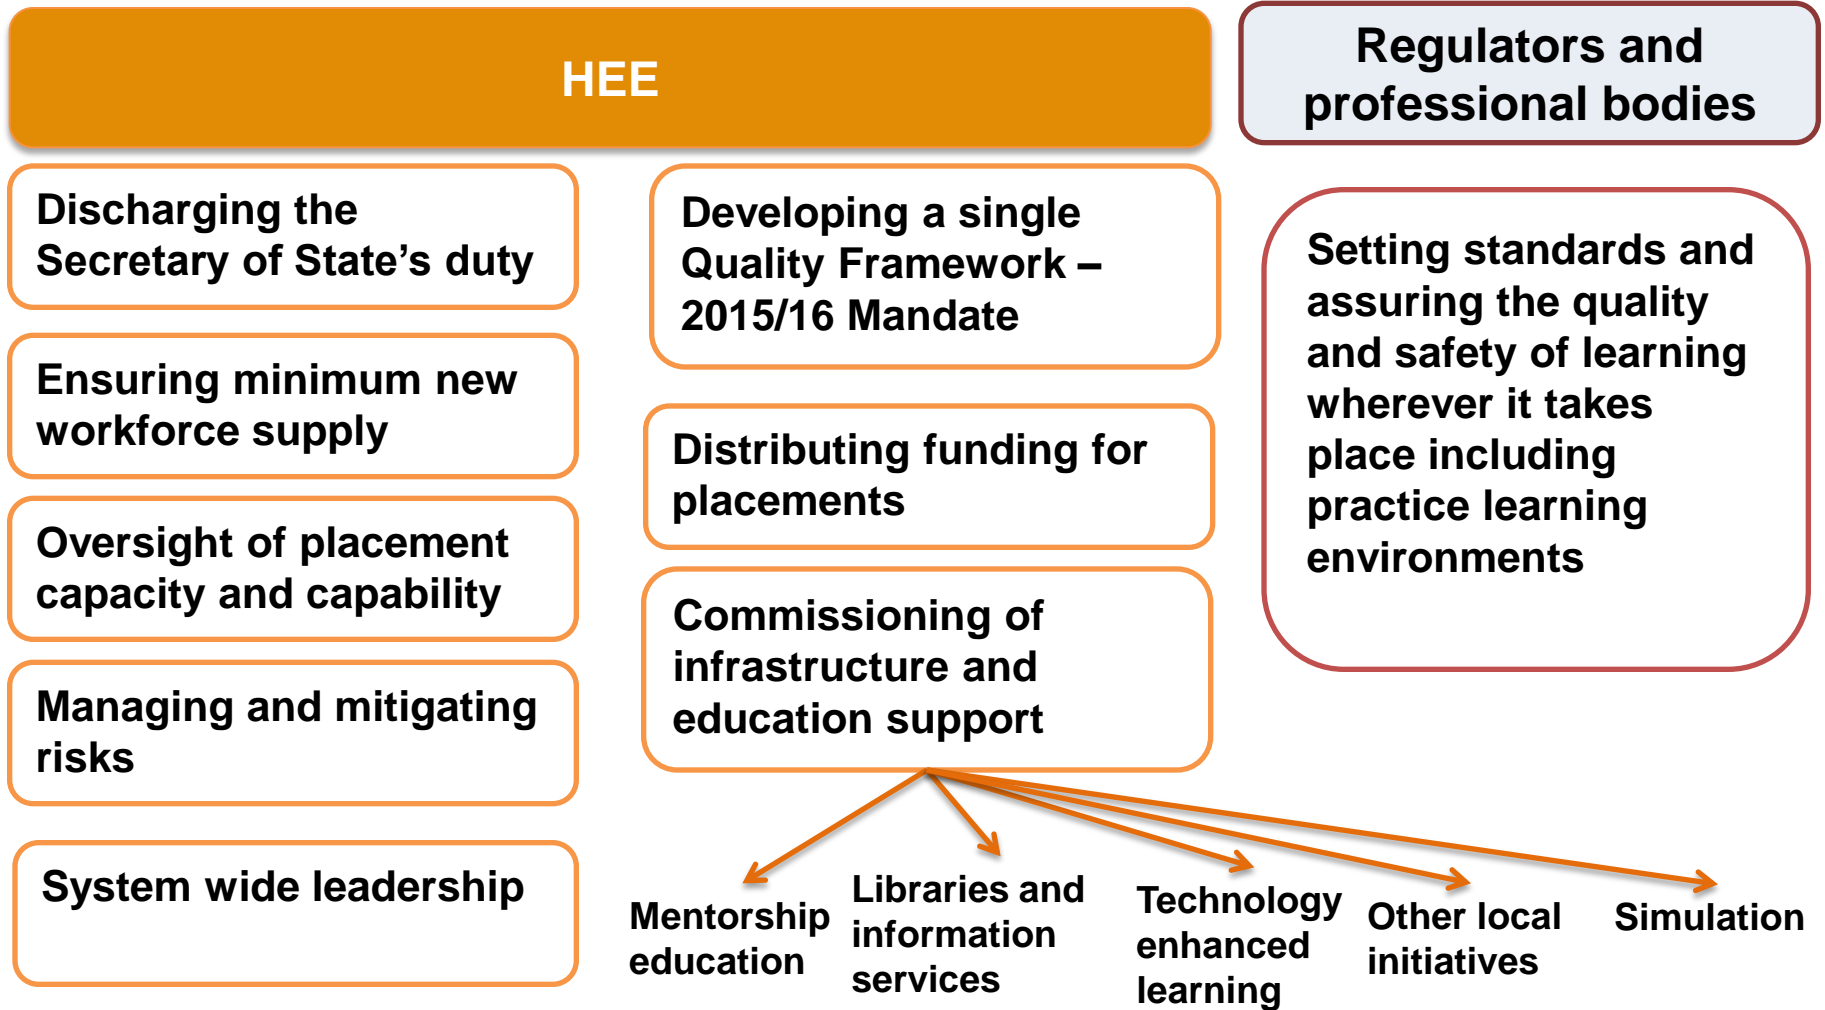 HEE
Regulators and
professional bodies
Discharging the
Secretary of State’s duty
Ensuring minimum new
workforce supply
Oversight of placement
capacity and capability
Managing and mitigating
risks
System wide leadership
Developing a single
Quality Framework –
2015/16 Mandate
Distributing funding for
placements
Commissioning of
infrastructure and
education support
Mentorship
education
Libraries and
information
services
Technology
enhanced
learning
Other local
initiatives
Simulation
Setting standards and
assuring the quality
and safety of learning
wherever it takes
place including
practice learning
environments